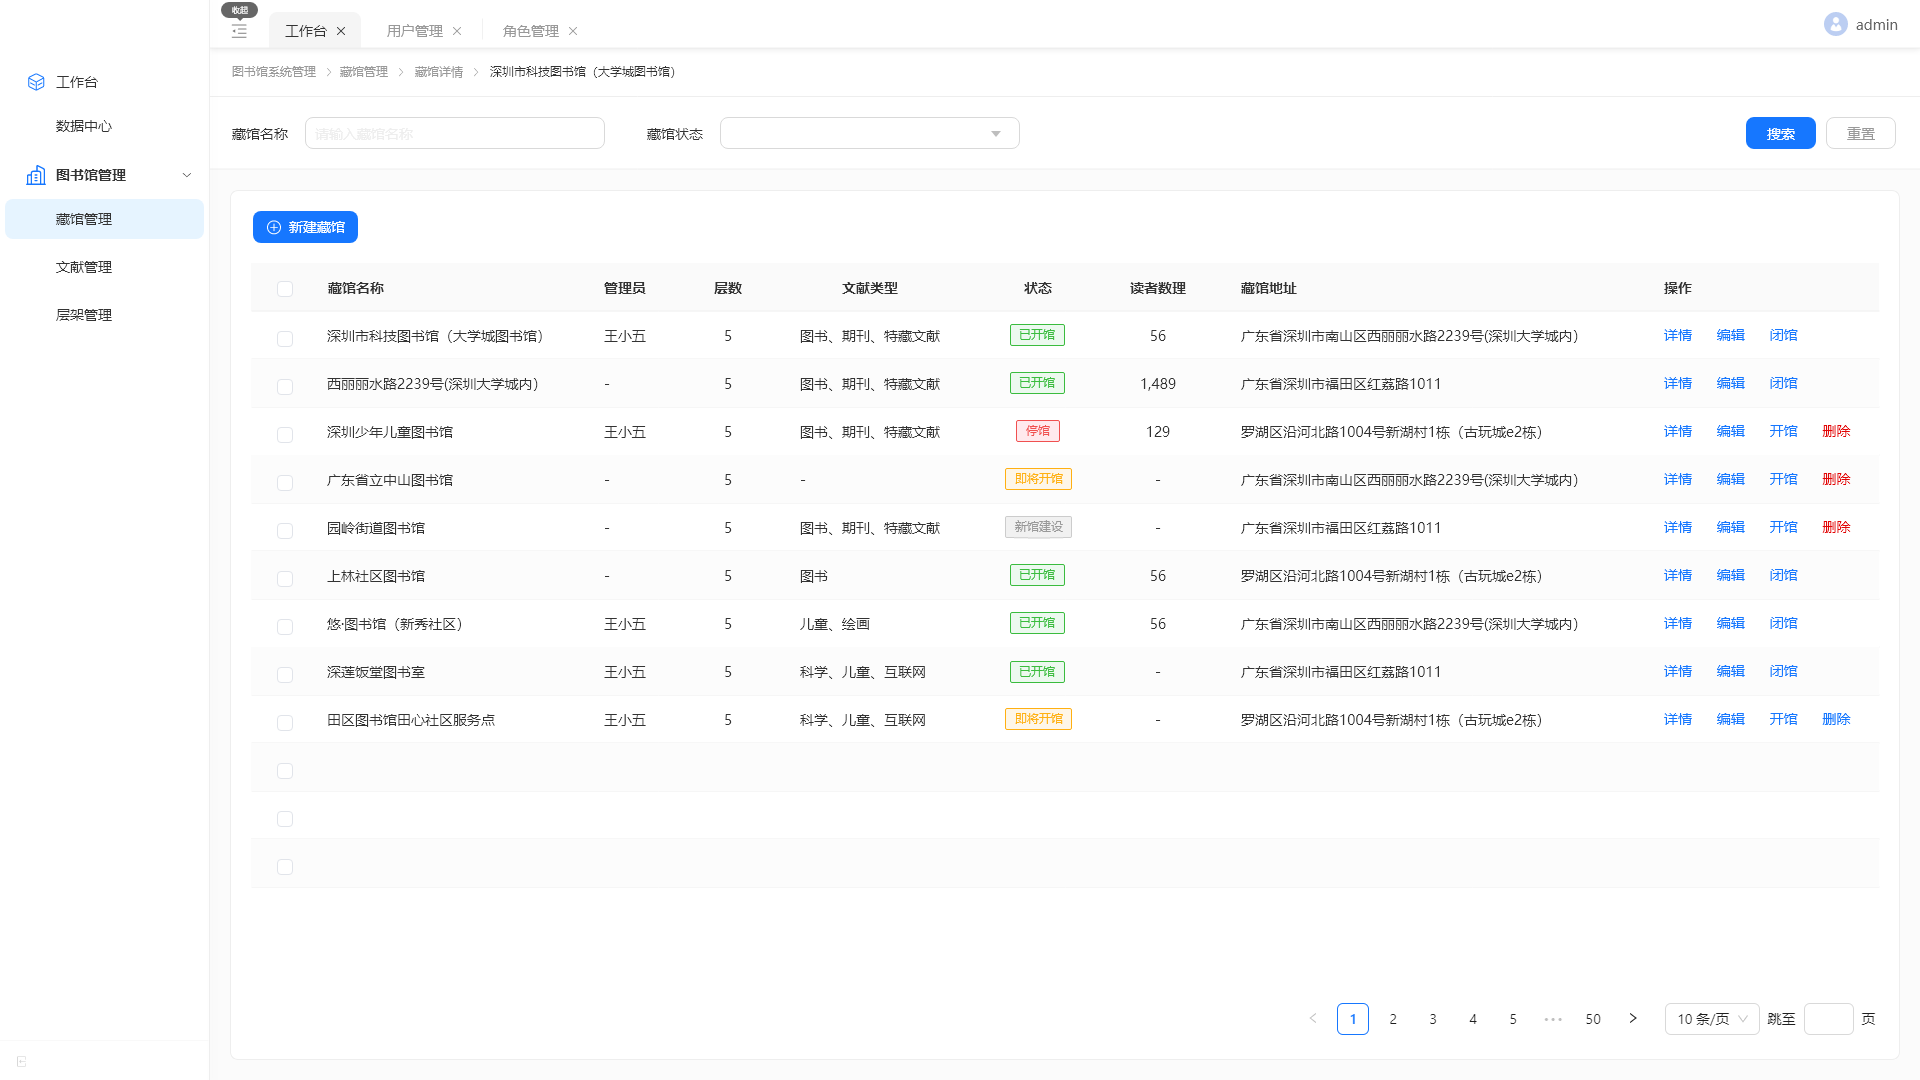 收起
工作台
用户管理
角色管理
admin
工作台
数据中心
图书馆管理
藏馆管理
文献管理
层架管理
图书馆系统管理 藏馆管理 藏馆详情 深圳市科技图书馆（大学城图书馆）
藏馆名称 请输入藏馆名称 藏馆状态 搜索 重置
新建藏馆
藏馆名称 管理员 层数 文献类型 状态 读者数理 藏馆地址 操作
深圳市科技图书馆（大学城图书馆） 王小五 5 图书、期刊、特藏文献 已开馆 56 广东省深圳市南山区西丽丽水路2239号(深圳大学城内） 详情 编辑 闭馆
西丽丽水路2239号(深圳大学城内） - 5 图书、期刊、特藏文献 已开馆 1,489 广东省深圳市福田区红荔路1011 详情 编辑 闭馆
深圳少年儿童图书馆 王小五 5 图书、期刊、特藏文献 停馆 129 罗湖区沿河北路1004号新湖村1栋（古玩城e2栋） 详情 编辑 开馆 删除
广东省立中山图书馆 - 5 - 即将开馆 - 广东省深圳市南山区西丽丽水路2239号(深圳大学城内） 详情 编辑 开馆 删除
园岭街道图书馆 - 5 图书、期刊、特藏文献 新馆建设 - 广东省深圳市福田区红荔路1011 详情 编辑 开馆 删除
上林社区图书馆 - 5 图书 已开馆 56 罗湖区沿河北路1004号新湖村1栋（古玩城e2栋） 详情 编辑 闭馆
悠·图书馆（新秀社区） 王小五 5 儿童、绘画 已开馆 56 广东省深圳市南山区西丽丽水路2239号(深圳大学城内） 详情 编辑 闭馆
深莲饭堂图书室 王小五 5 科学、儿童、互联网 已开馆 - 广东省深圳市福田区红荔路1011 详情 编辑 闭馆
田区图书馆田心社区服务点 王小五 5 科学、儿童、互联网 即将开馆 - 罗湖区沿河北路1004号新湖村1栋（古玩城e2栋） 详情 编辑 开馆 删除
1 2 3 4 5 ••• 50 10 条/页 跳至 页